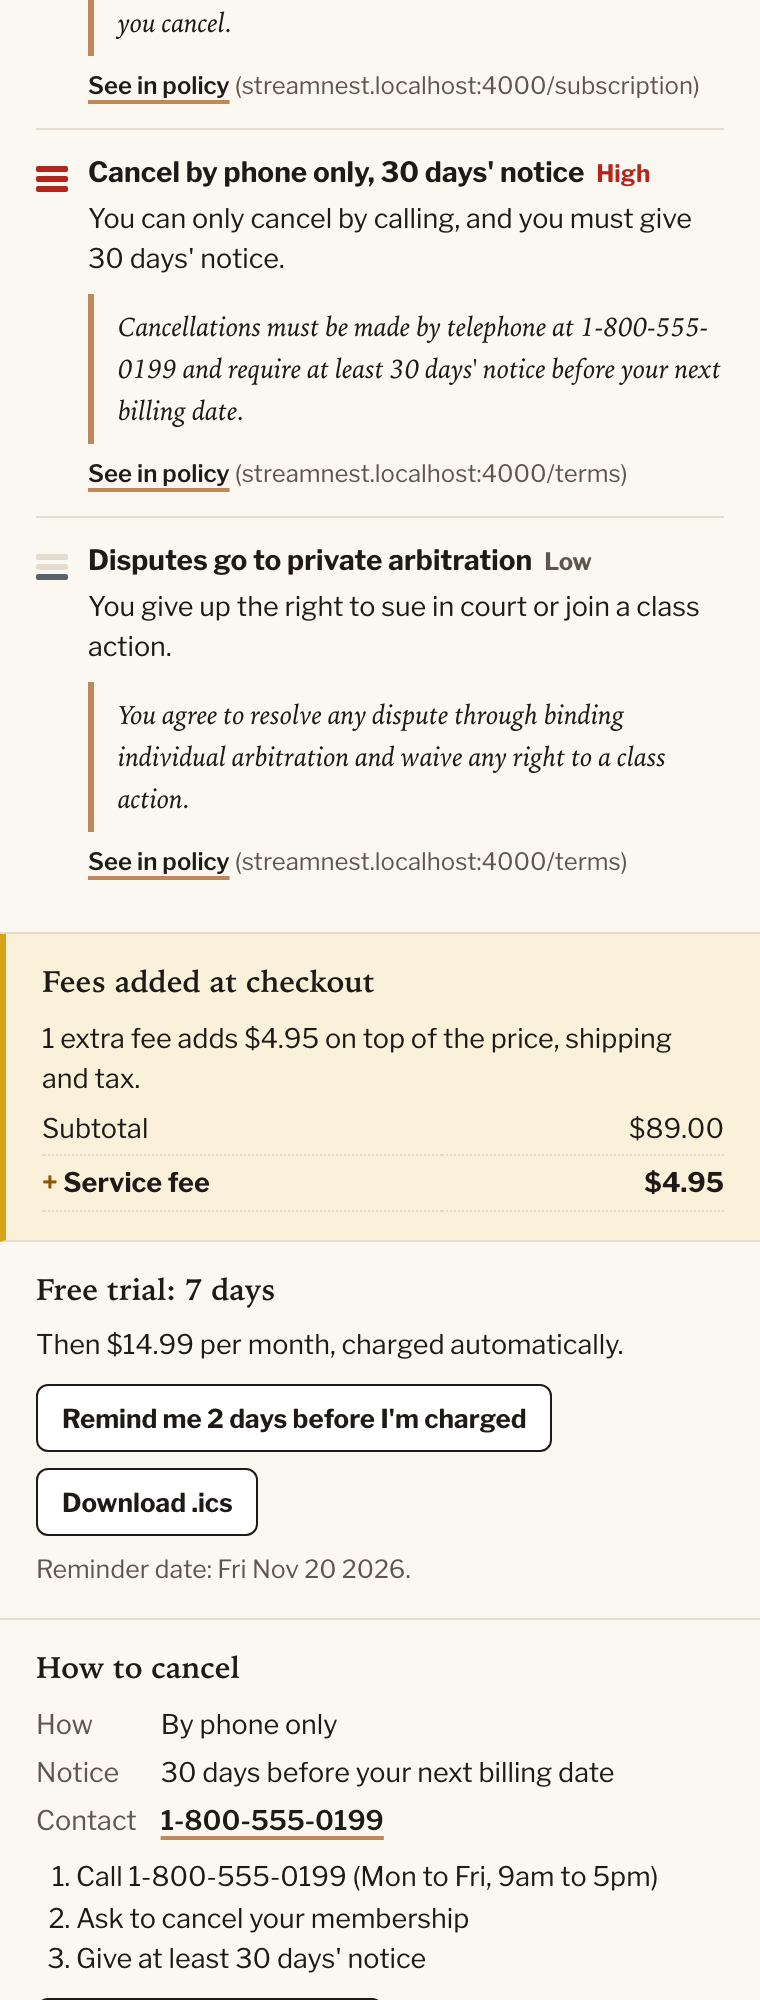 you cancel.
See in policy (streamnest.localhost:4000/subscription)
Cancel by phone only, 30 days' notice High
You can only cancel by calling, and you must give
30 days' notice.
Cancellations must be made by telephone at 1-800-555-
0199 and require at least 30 days' notice before your next
billing date.
See in policy (streamnest.localhost:4000/terms)
Disputes go to private arbitration Low
You give up the right to sue in court or join a class
action.
You agree to resolve any dispute through binding
individual arbitration and waive any right to a class
action.
See in policy (streamnest.localhost:4000/terms)
Fees added at checkout
1 extra fee adds $4.95 on top of the price, shipping
and tax.
Subtotal $89.00
+ Service fee $4.95
Free trial: 7 days
Then $14.99 per month, charged automatically.
Remind me 2 days before I'm charged
Download .ics
Reminder date: Fri Nov 20 2026.
How to cancel
How By phone only
Notice 30 days before your next billing date
Contact 1-800-555-0199
1. Call 1-800-555-0199 (Mon to Fri, 9am to 5pm)
2. Ask to cancel your membership
3. Give at least 30 days' notice